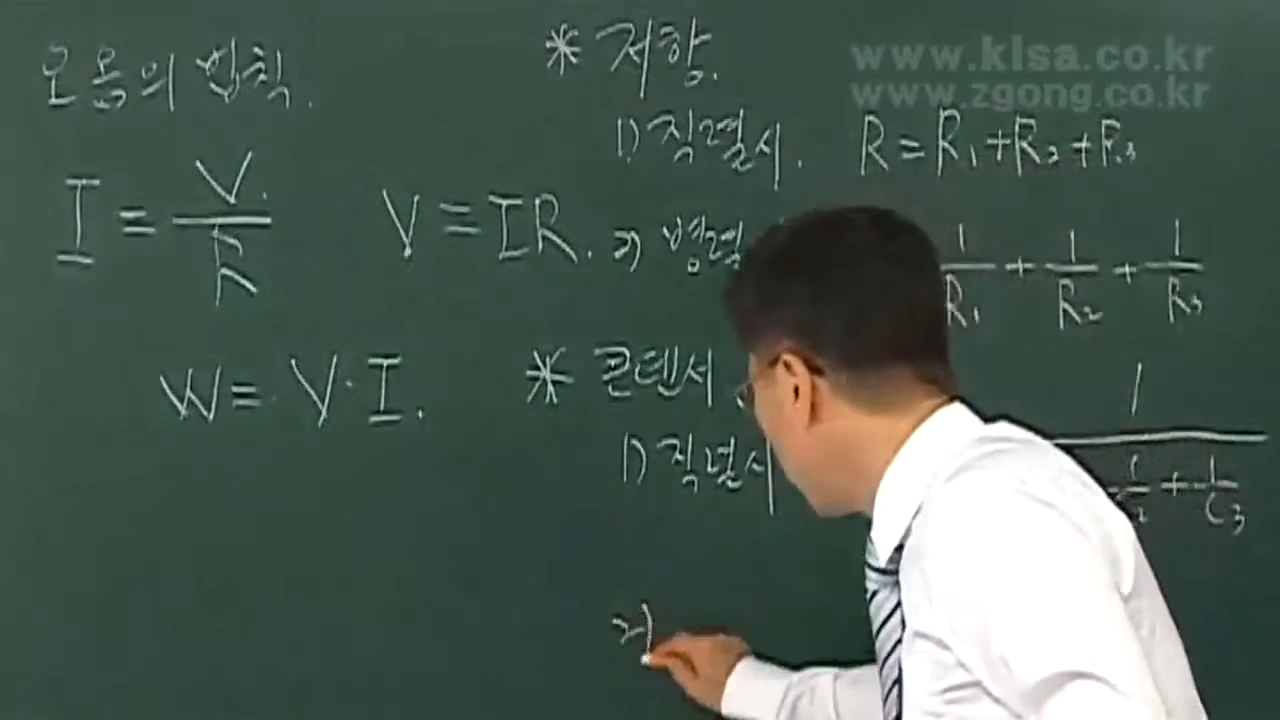 오옴의 법칙.
I = V / R
V = IR.
W = V·I.
* 저항.
1) 직렬시. R = R₁ + R₂ + R₃
2) 병렬
1/R₁ + 1/R₂ + 1/R₃
* 콘덴서
1) 직렬시
1
1/C₂ + 1/C₃
2)
www.klsa.co.kr
www.zgong.co.kr